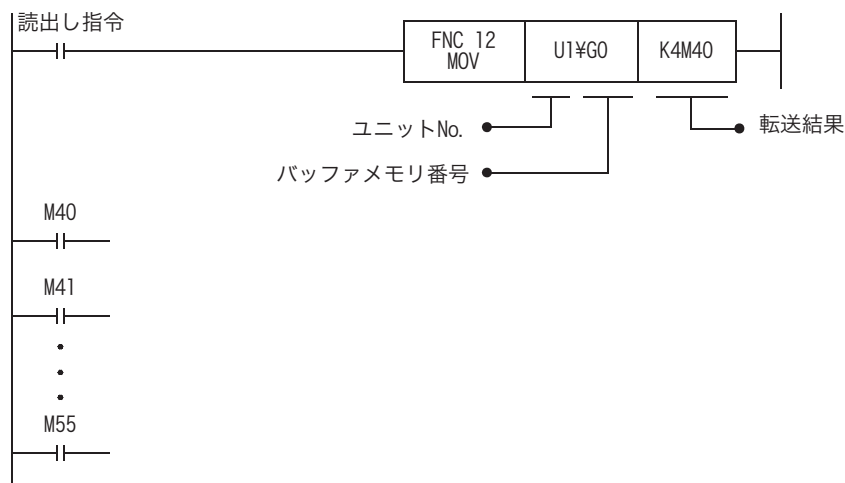 読出し指令
FNC 12
MOV
U1¥G0
K4M40
ユニットNo.
転送結果
バッファメモリ番号
M40
M41
M55